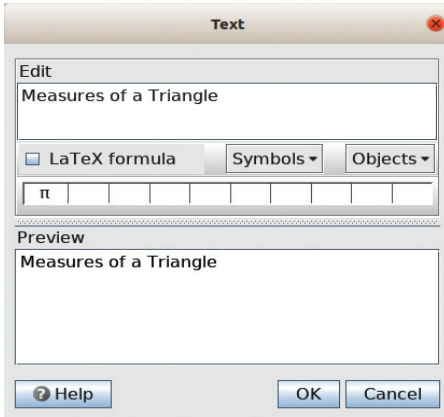 Text
Edit
Measures of a Triangle
LaTeX formula Symbols Objects
π
Preview
Measures of a Triangle
Help OK Cancel